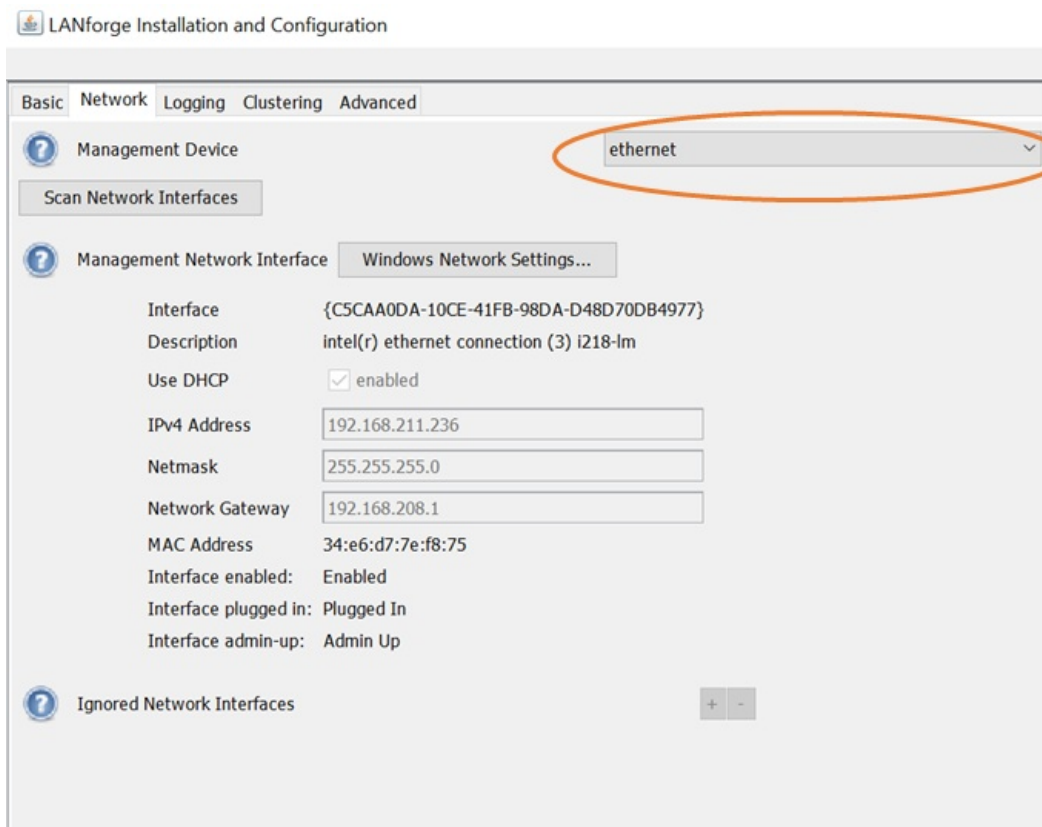 LANforge Installation and Configuration
Basic Network Logging Clustering Advanced
? Management Device ethernet
Scan Network Interfaces
? Management Network Interface Windows Network Settings...
Interface {C5CAA0DA-10CE-41FB-98DA-D48D70DB4977}
Description intel(r) ethernet connection (3) i218-lm
Use DHCP enabled
IPv4 Address 192.168.211.236
Netmask 255.255.255.0
Network Gateway 192.168.208.1
MAC Address 34:e6:d7:7e:f8:75
Interface enabled: Enabled
Interface plugged in: Plugged In
Interface admin-up: Admin Up
? Ignored Network Interfaces + -